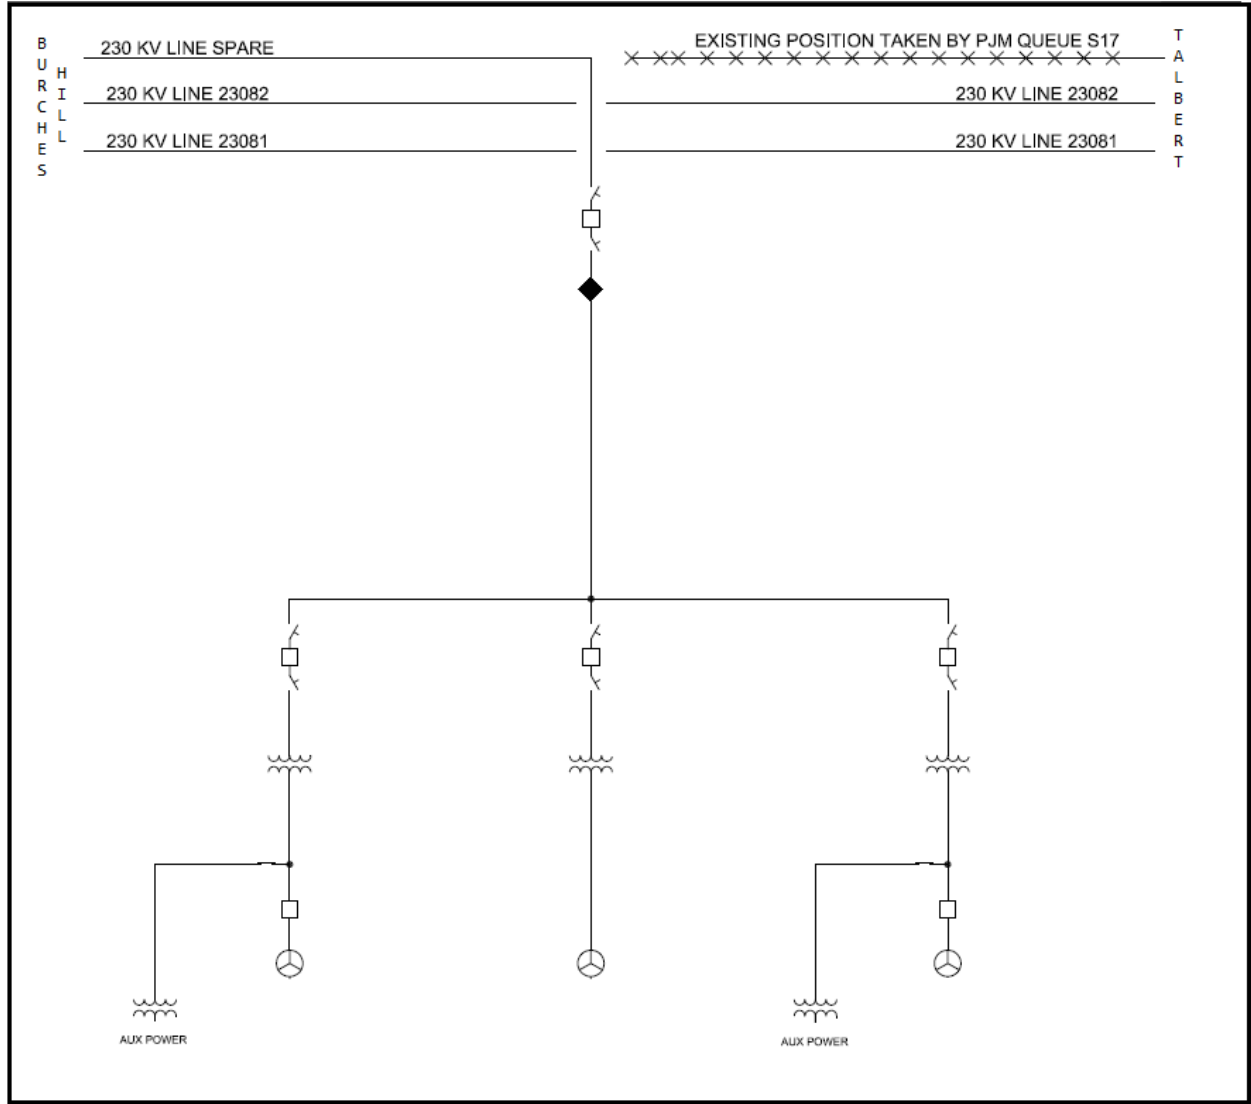 BURCHES
HILL
230 KV LINE SPARE
230 KV LINE 23082
230 KV LINE 23081
EXISTING POSITION TAKEN BY PJM QUEUE S17
230 KV LINE 23082
230 KV LINE 23081
TALBERT
AUX POWER
AUX POWER